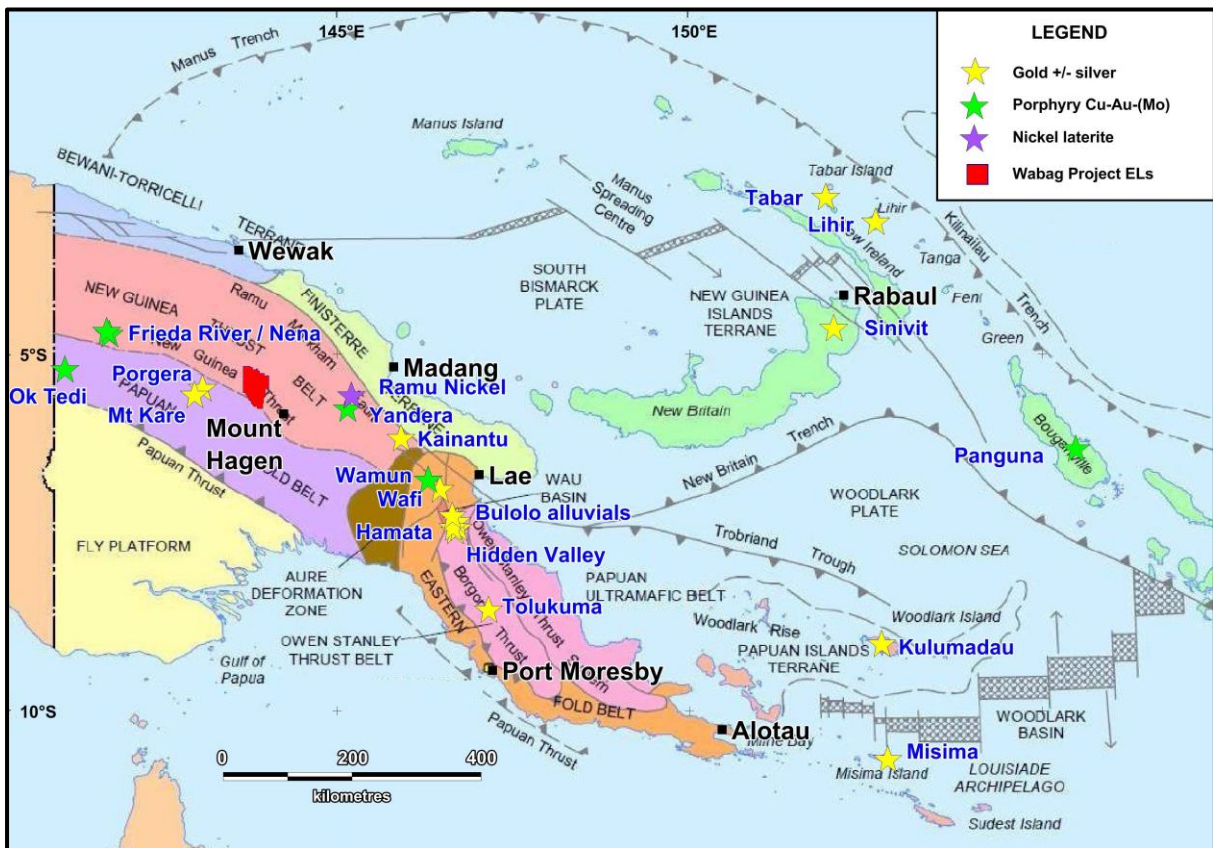 145°E
150°E
LEGEND
Gold +/- silver
Porphyry Cu-Au-(Mo)
Nickel laterite
Wabag Project ELs
Manus Trench
Manus Island
BEWANI-TORRICELLI
TERRANE
Wewak
Manus
Spreading
Centre
Tabar Island
Tabar
Lihir
Lihir
New Ireland
Kilinailau
Trench
Tanga
Feni
Green
SOUTH
BISMARCK
PLATE
NEW GUINEA
ISLANDS
TERRANE
Rabaul
Sinivit
NEW GUINEA
THRUST
BELT
Ramu
Markham
FINISTERRE
TERRANE
Frieda River / Nena
New
Guinea
Thrust
5°S
Madang
Ramu Nickel
Porgera
Ok Tedi
Mt Kare
Yandera
New Britain
Mount
Hagen
Kainantu
PAPUAN
FOLD BELT
Papuan Thrust
Bougainville
Panguna
New Britain
Trench
Wamun
Lae
Wafi
WAU
BASIN
Bulolo alluvials
WOODLARK
PLATE
Hamata
Hidden Valley
Trobriand
Trough
SOLOMON SEA
FLY PLATFORM
AURE
DEFORMATION
ZONE
EASTERN
FOLD BELT
Owen Stanley Thrust System
PAPUAN
ULTRAMAFIC BELT
Tolukuma
Thrust
OWEN STANLEY
THRUST BELT
Woodlark Island
Woodlark Rise
PAPUAN ISLANDS
TERRANE
Kulumadau
Gulf of
Papua
Port Moresby
10°S
Papuan Thrust
Alotau
Milne Bay
WOODLARK
BASIN
Misima
Misima Island
LOUISIADE
ARCHIPELAGO
Sudest Island
0
200
400
kilometres